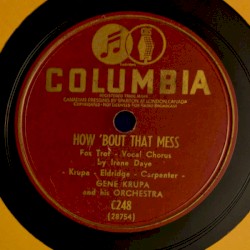 COLUMBIA
HOW 'BOUT THAT MESS
Fox Trot - Vocal Chorus
by Irene Daye
- Krupa - Eldridge - Carpenter -
GENE KRUPA
and his ORCHESTRA
C248
(28754)